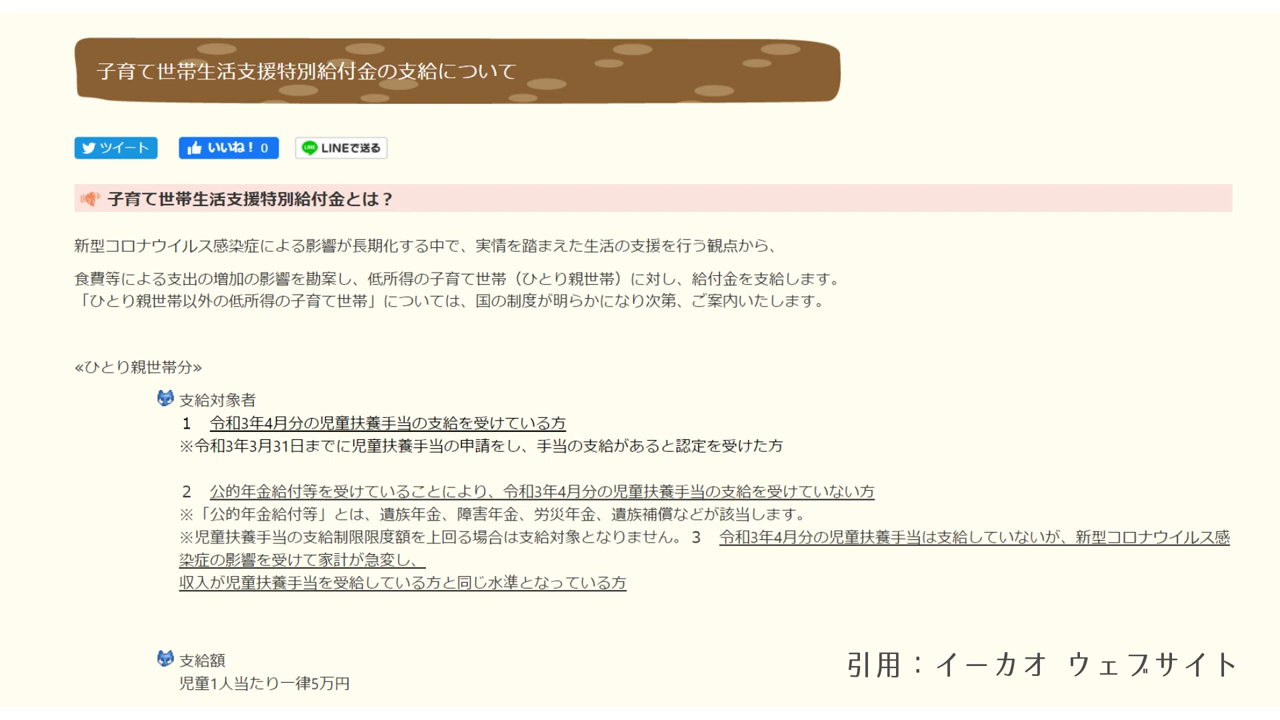 子育て世帯生活支援特別給付金の支給について
ツイート いいね！ 0 LINEで送る
子育て世帯生活支援特別給付金とは？
新型コロナウイルス感染症による影響が長期化する中で、実情を踏まえた生活の支援を行う観点から、
食費等による支出の増加の影響を勘案し、低所得の子育て世帯（ひとり親世帯）に対し、給付金を支給します。
「ひとり親世帯以外の低所得の子育て世帯」については、国の制度が明らかになり次第、ご案内いたします。
≪ひとり親世帯分≫
支給対象者
１　令和3年4月分の児童扶養手当の支給を受けている方
※令和3年3月31日までに児童扶養手当の申請をし、手当の支給があると認定を受けた方
２　公的年金給付等を受けていることにより、令和3年4月分の児童扶養手当の支給を受けていない方
※「公的年金給付等」とは、遺族年金、障害年金、労災年金、遺族補償などが該当します。
※児童扶養手当の支給制限限度額を上回る場合は支給対象となりません。３　令和3年4月分の児童扶養手当は支給していないが、新型コロナウイルス感
染症の影響を受けて家計が急変し、
収入が児童扶養手当を受給している方と同じ水準となっている方
支給額
児童1人当たり一律5万円
引用：イーカオ ウェブサイト